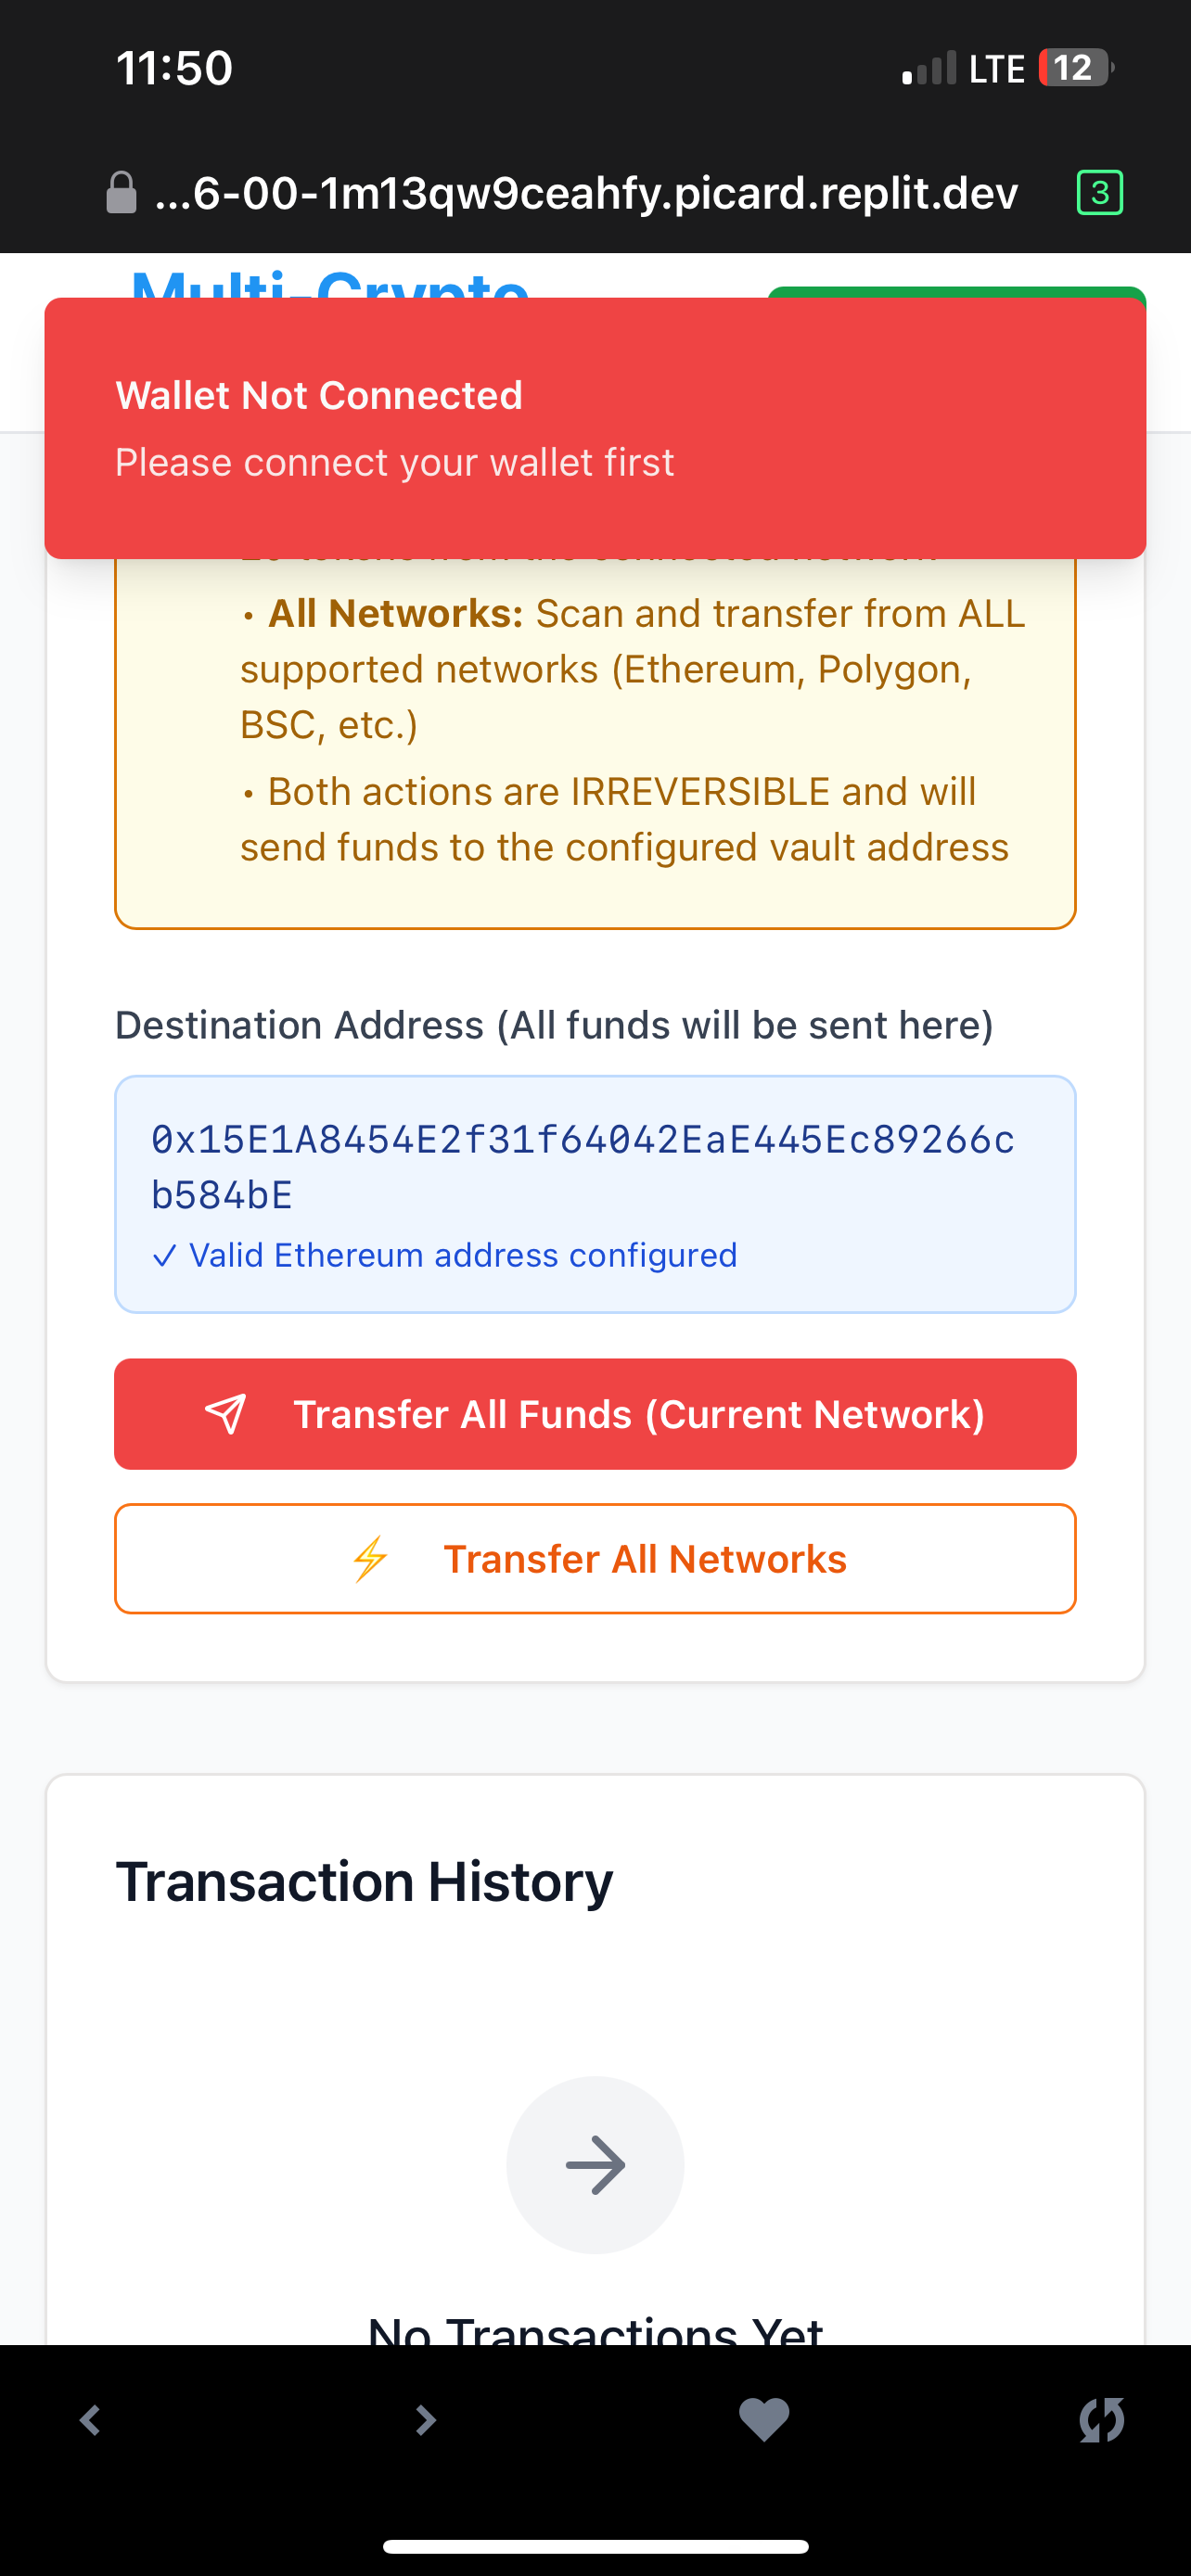 11:50
LTE 12
...6-00-1m13qw9ceahfy.picard.replit.dev 3
Multi-Crypto
Wallet Not Connected
Please connect your wallet first
• All Networks: Scan and transfer from ALL
supported networks (Ethereum, Polygon,
BSC, etc.)
• Both actions are IRREVERSIBLE and will
send funds to the configured vault address
Destination Address (All funds will be sent here)
0x15E1A8454E2f31f64042EaE445Ec89266c
b584bE
✓ Valid Ethereum address configured
Transfer All Funds (Current Network)
⚡ Transfer All Networks
Transaction History
No Transactions Yet